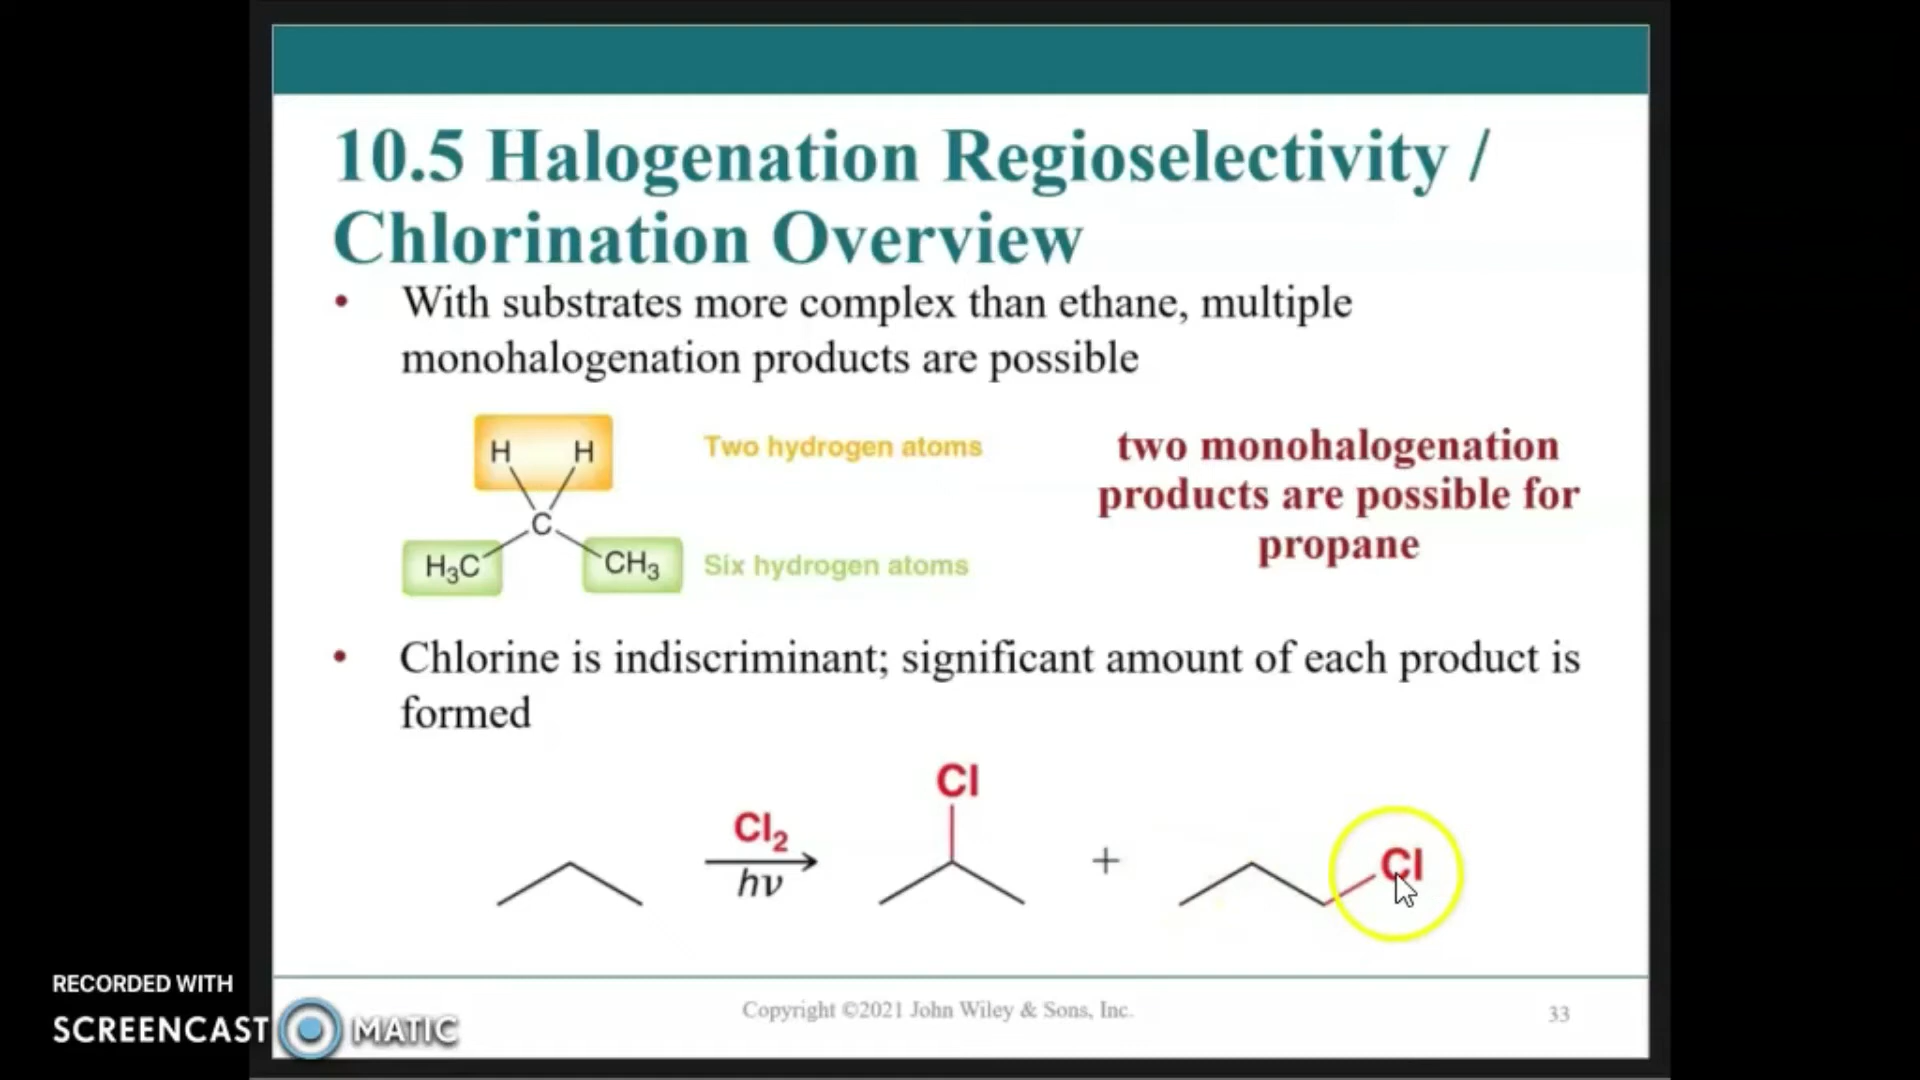 10.5 Halogenation Regioselectivity /
Chlorination Overview
• With substrates more complex than ethane, multiple
monohalogenation products are possible
H H
C
H₃C CH₃
Two hydrogen atoms
Six hydrogen atoms
two monohalogenation
products are possible for
propane
• Chlorine is indiscriminant; significant amount of each product is
formed
Cl₂
hν
Cl
+
Cl
RECORDED WITH
SCREENCAST MATIC
Copyright ©2021 John Wiley & Sons, Inc.
33